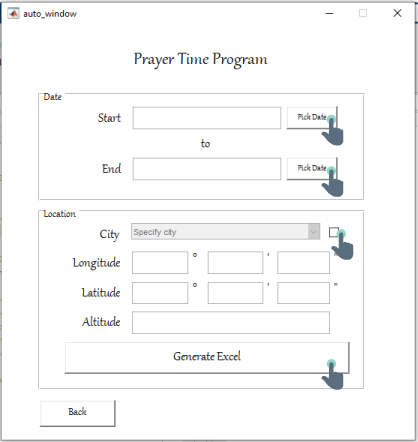 auto_window
Prayer Time Program
Date
Start Pick Date
to
End Pick Date
Location
City Specify city
Longitude ° ' "
Latitude ° ' "
Altitude
Generate Excel
Back